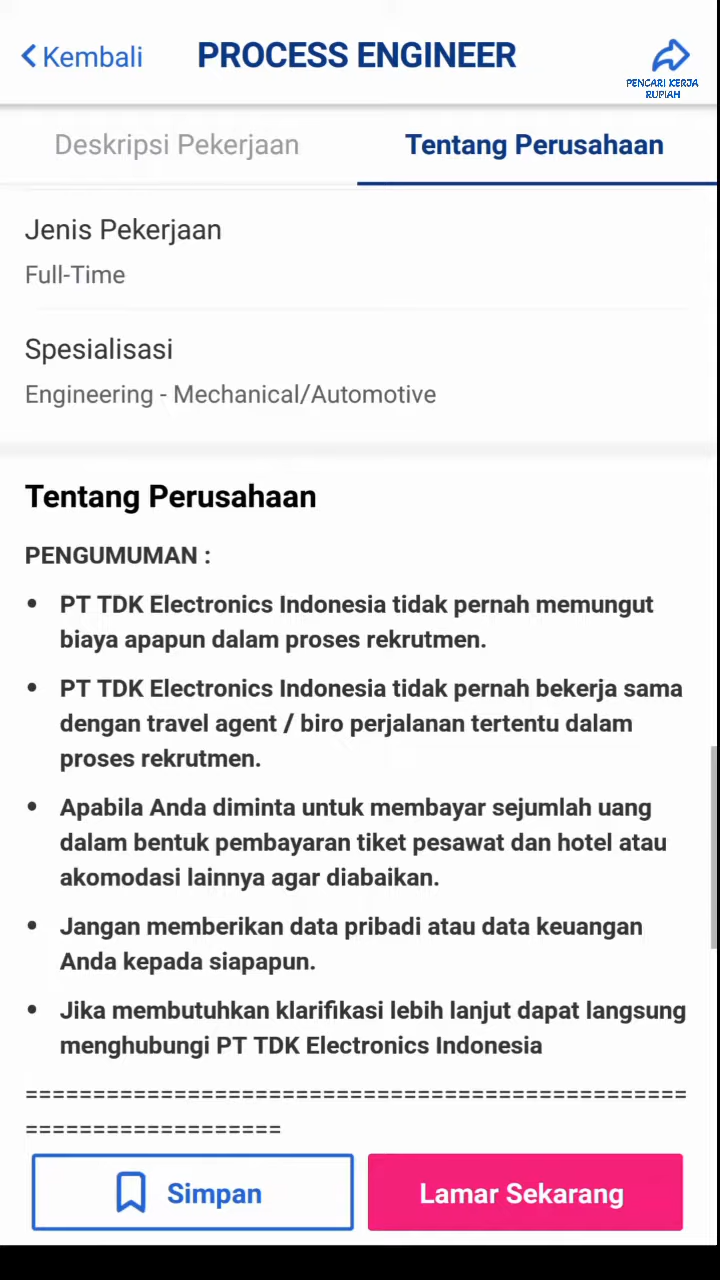 Kembali
PROCESS ENGINEER
PENCARI KERJA
RUPIAH
Deskripsi Pekerjaan
Tentang Perusahaan
Jenis Pekerjaan
Full-Time
Spesialisasi
Engineering - Mechanical/Automotive
Tentang Perusahaan
PENGUMUMAN :
• PT TDK Electronics Indonesia tidak pernah memungut
biaya apapun dalam proses rekrutmen.
• PT TDK Electronics Indonesia tidak pernah bekerja sama
dengan travel agent / biro perjalanan tertentu dalam
proses rekrutmen.
• Apabila Anda diminta untuk membayar sejumlah uang
dalam bentuk pembayaran tiket pesawat dan hotel atau
akomodasi lainnya agar diabaikan.
• Jangan memberikan data pribadi atau data keuangan
Anda kepada siapapun.
• Jika membutuhkan klarifikasi lebih lanjut dapat langsung
menghubungi PT TDK Electronics Indonesia
=================================================
===================
Simpan
Lamar Sekarang